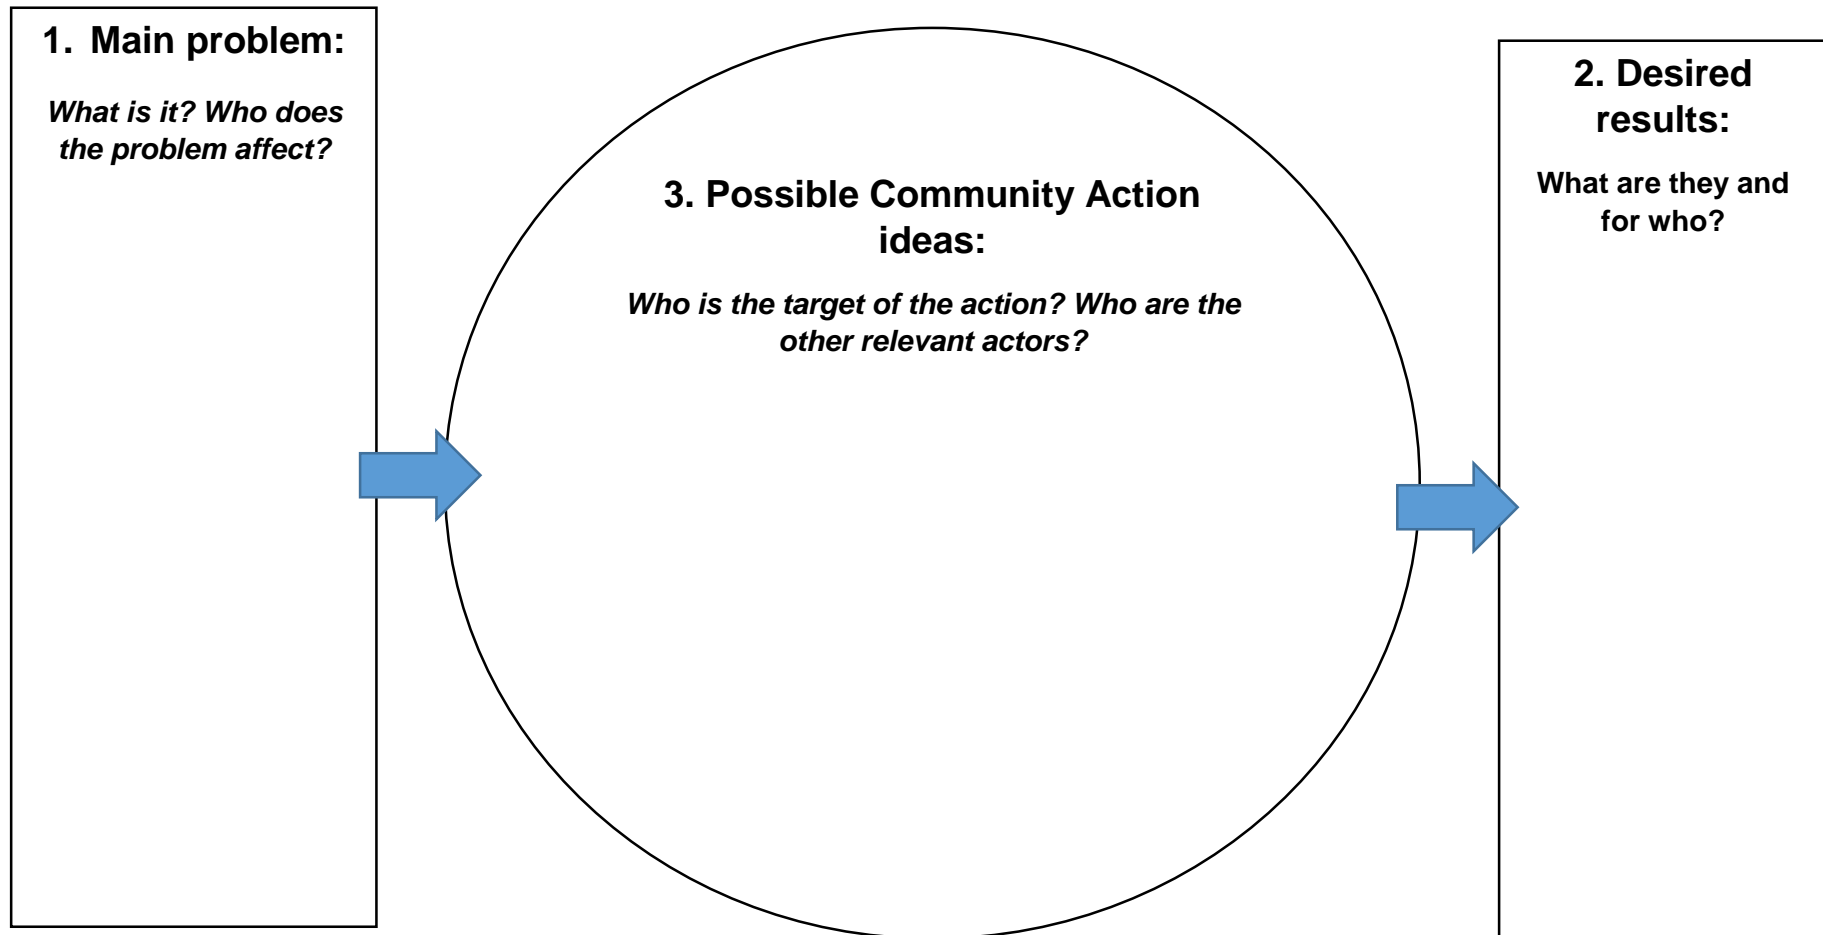 1. Main problem:
What is it? Who does
the problem affect?
3. Possible Community Action
ideas:
Who is the target of the action? Who are the
other relevant actors?
2. Desired
results:
What are they and
for who?